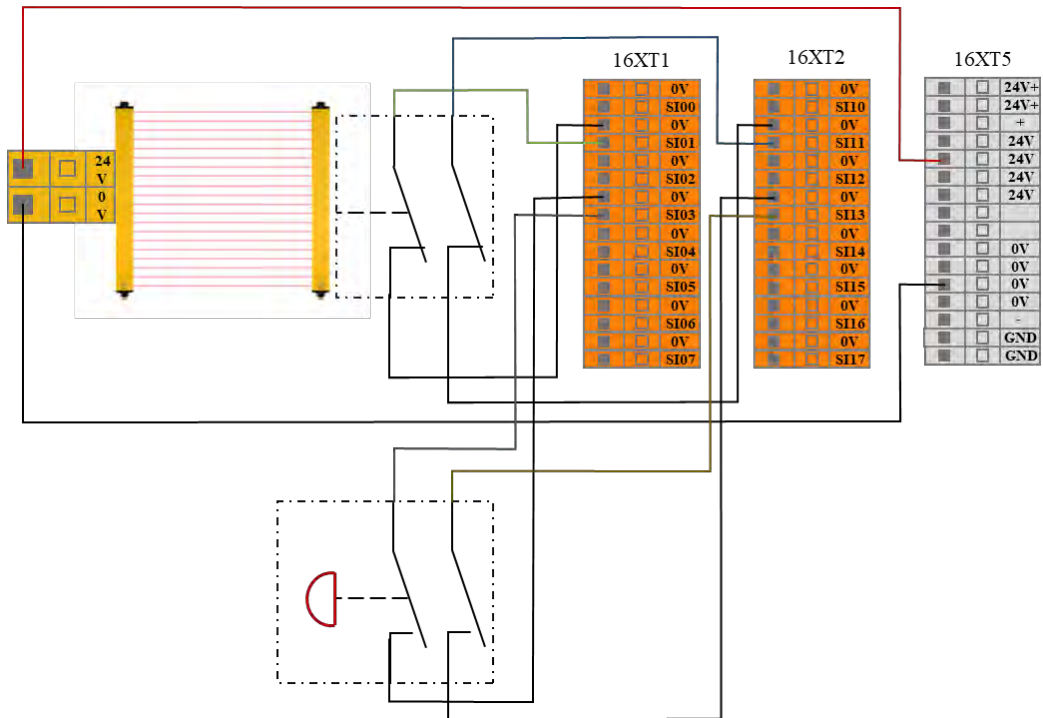 16XT1
16XT2
16XT5
24
V
0
V
0V
SI00
0V
SI01
0V
SI02
0V
SI03
0V
SI04
0V
SI05
0V
SI06
0V
SI07
0V
SI10
0V
SI11
0V
SI12
0V
SI13
0V
SI14
0V
SI15
0V
SI16
0V
SI17
24V+
24V+
+
24V
24V
24V
24V
0V
0V
0V
0V
-
GND
GND